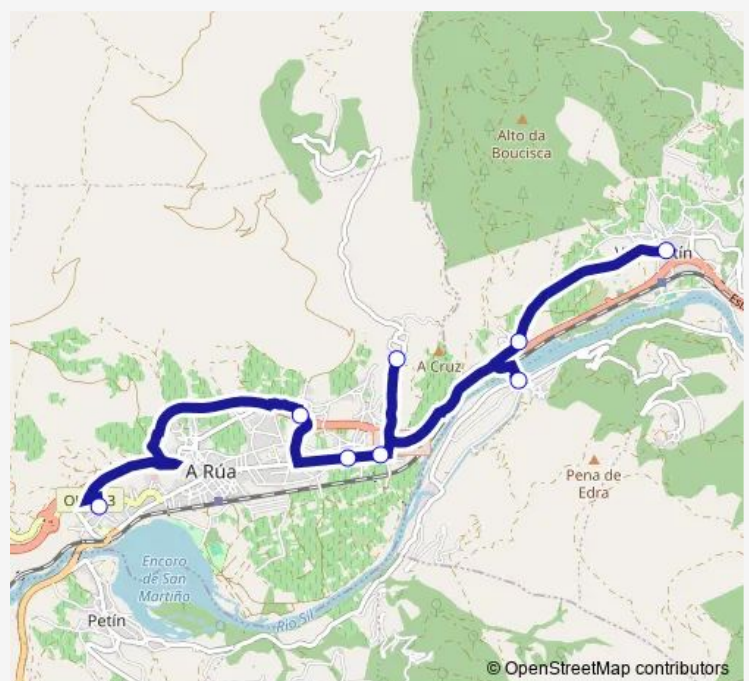 Alto da
Boucisca
A Cruz
A Rúa
Pena de
Edra
Encoro
de San
Martiño
Petín
Río Sil
© OpenStreetMap contributors